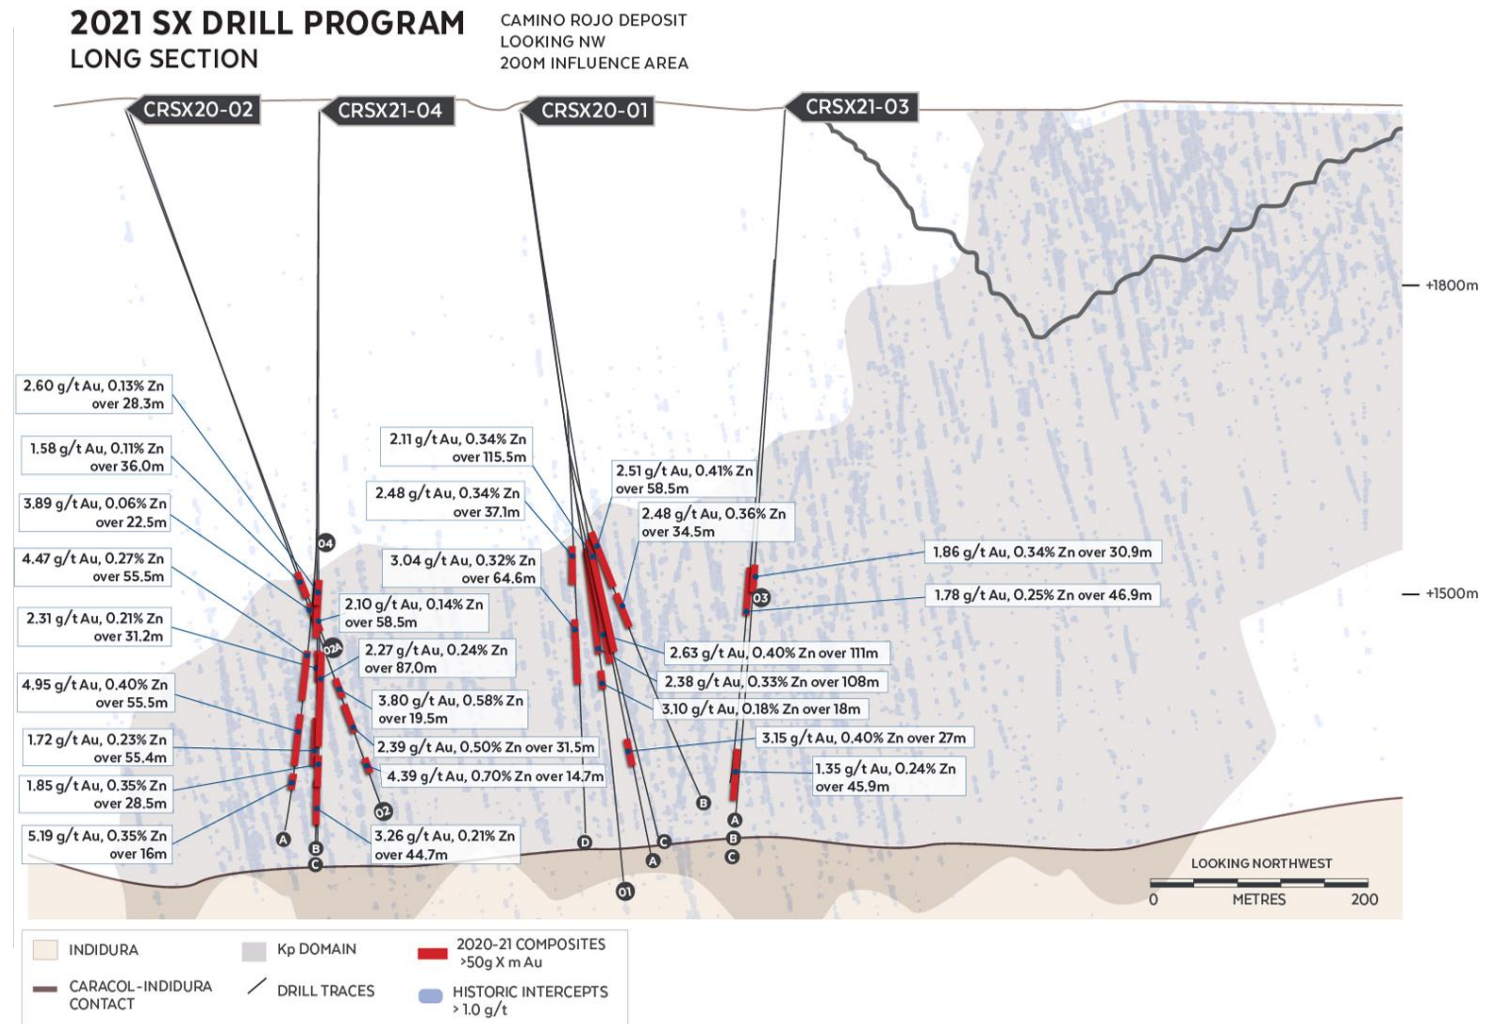 2021 SX DRILL PROGRAM
LONG SECTION
CAMINO ROJO DEPOSIT
LOOKING NW
200M INFLUENCE AREA
CRSX20-02
CRSX21-04
CRSX20-01
CRSX21-03
+1800m
+1500m
2.60 g/t Au, 0.13% Zn
over 28.3m
1.58 g/t Au, 0.11% Zn
over 36.0m
3.89 g/t Au, 0.06% Zn
over 22.5m
4.47 g/t Au, 0.27% Zn
over 55.5m
2.31 g/t Au, 0.21% Zn
over 31.2m
4.95 g/t Au, 0.40% Zn
over 55.5m
1.72 g/t Au, 0.23% Zn
over 55.4m
1.85 g/t Au, 0.35% Zn
over 28.5m
5.19 g/t Au, 0.35% Zn
over 16m
04
02A
2.10 g/t Au, 0.14% Zn
over 58.5m
2.27 g/t Au, 0.24% Zn
over 87.0m
3.80 g/t Au, 0.58% Zn
over 19.5m
2.39 g/t Au, 0.50% Zn over 31.5m
4.39 g/t Au, 0.70% Zn over 14.7m
02
3.26 g/t Au, 0.21% Zn
over 44.7m
A
B
C
2.11 g/t Au, 0.34% Zn
over 115.5m
2.48 g/t Au, 0.34% Zn
over 37.1m
3.04 g/t Au, 0.32% Zn
over 64.6m
2.51 g/t Au, 0.41% Zn
over 58.5m
2.48 g/t Au, 0.36% Zn
over 34.5m
2.63 g/t Au, 0.40% Zn over 111m
2.38 g/t Au, 0.33% Zn over 108m
3.10 g/t Au, 0.18% Zn over 18m
3.15 g/t Au, 0.40% Zn over 27m
B
D
C
A
01
1.86 g/t Au, 0.34% Zn over 30.9m
03
1.78 g/t Au, 0.25% Zn over 46.9m
1.35 g/t Au, 0.24% Zn
over 45.9m
A
B
C
LOOKING NORTHWEST
0 METRES 200
INDIDURA
Kp DOMAIN
2020-21 COMPOSITES
>50g X m Au
CARACOL-INDIDURA
CONTACT
DRILL TRACES
HISTORIC INTERCEPTS
> 1.0 g/t